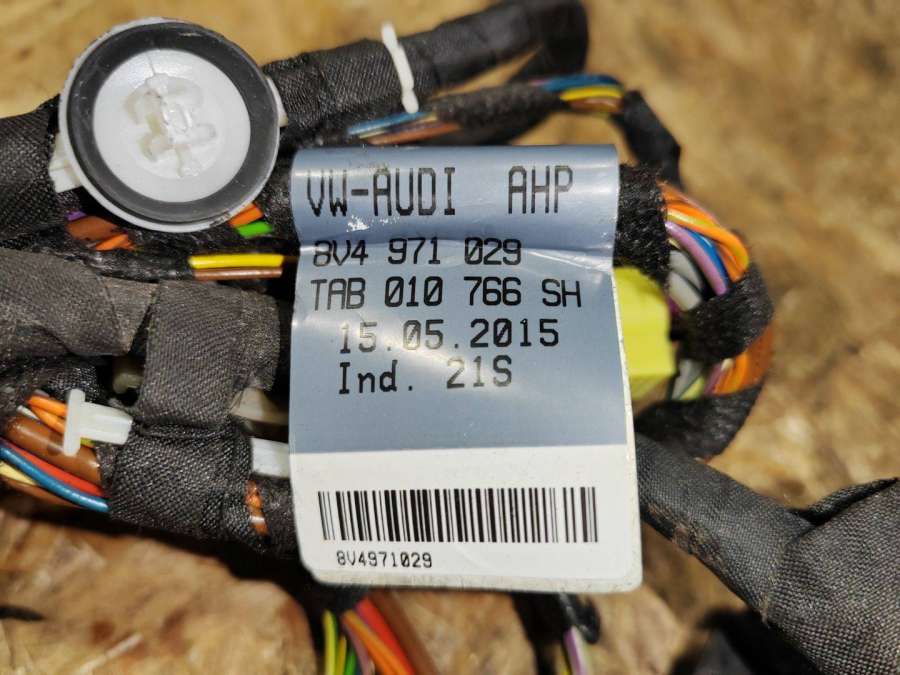 VW-AUDI AHP
8V4 971 029
TAB 010 766 SH
15.05.2015
Ind. 21S
8V4971029